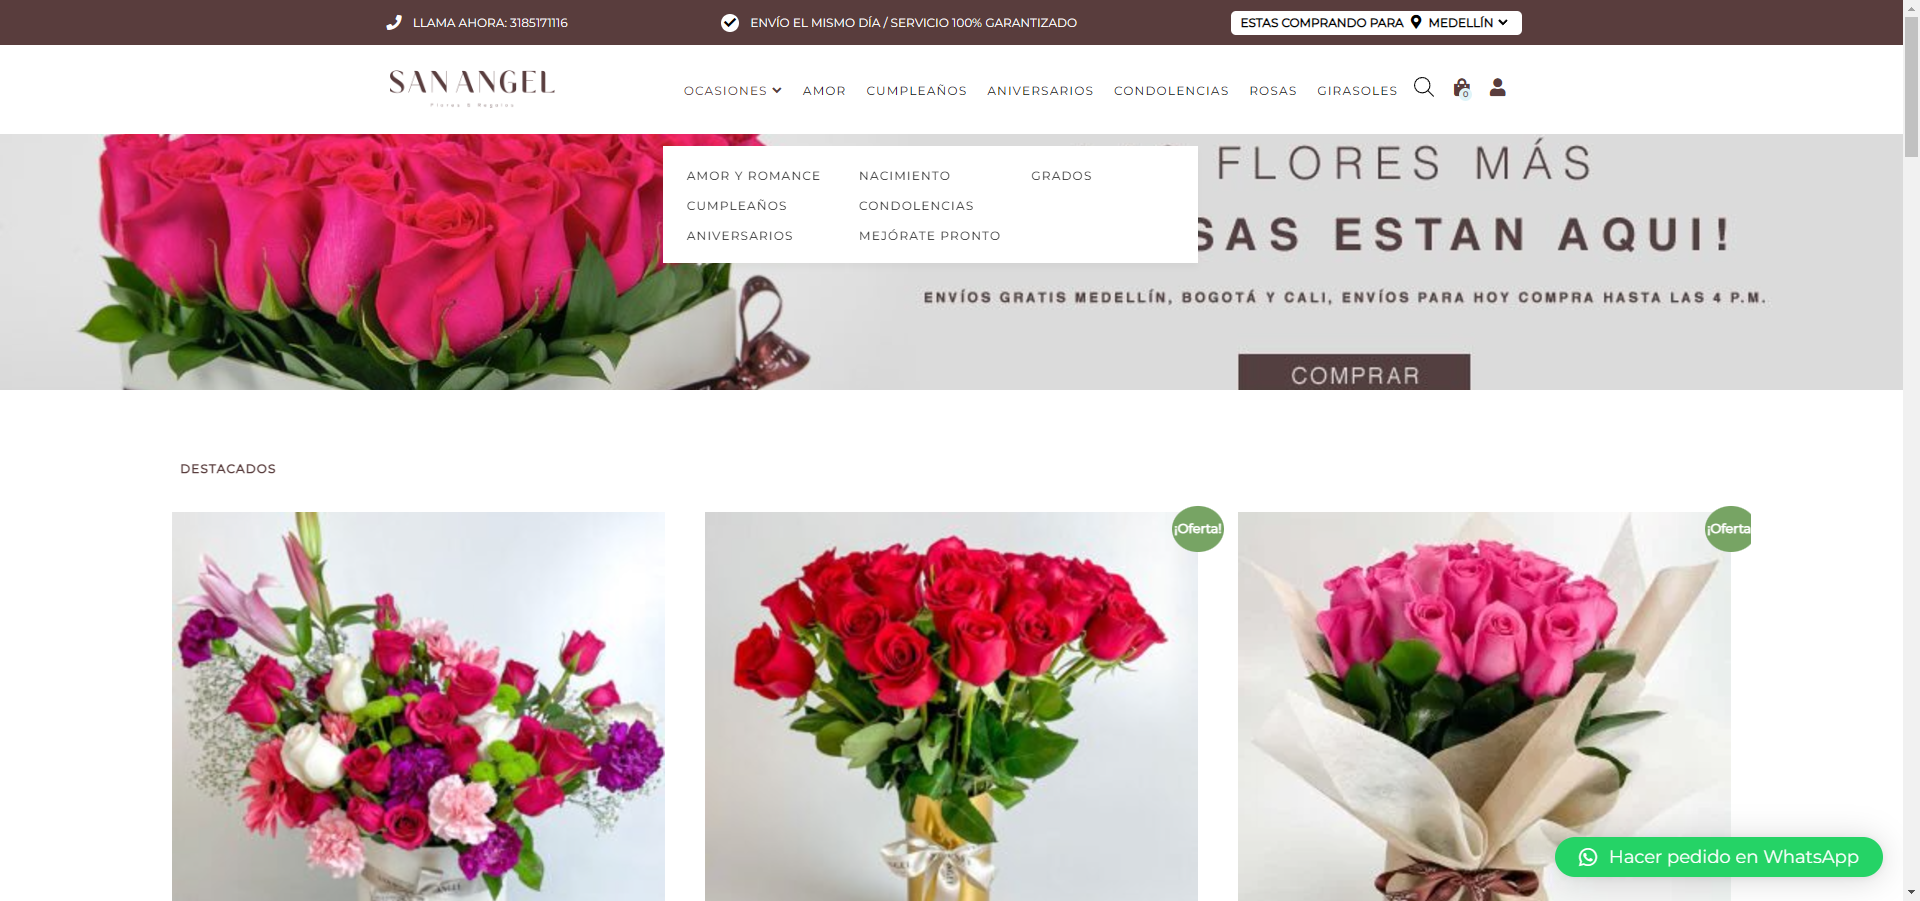 LLAMA AHORA: 3185171116
ENVÍO EL MISMO DÍA / SERVICIO 100% GARANTIZADO
ESTAS COMPRANDO PARA MEDELLÍN
SAN ANGEL
Flores & Regalos
OCASIONES AMOR CUMPLEAÑOS ANIVERSARIOS CONDOLENCIAS ROSAS GIRASOLES
0
AMOR Y ROMANCE NACIMIENTO GRADOS
CUMPLEAÑOS CONDOLENCIAS
ANIVERSARIOS MEJÓRATE PRONTO
FLORES MÁS
SAS ESTAN AQUI!
ENVÍOS GRATIS MEDELLÍN, BOGOTÁ Y CALI, ENVÍOS PARA HOY COMPRA HASTA LAS 4 P.M.
COMPRAR
DESTACADOS
¡Oferta!
¡Oferta
Hacer pedido en WhatsApp